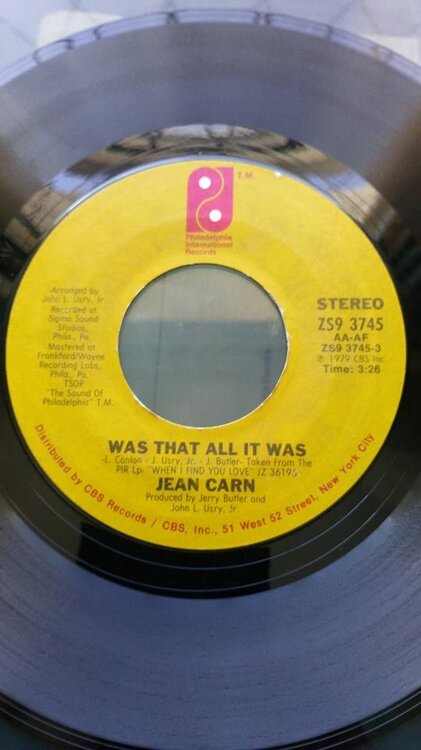 T.M.
Philadelphia
International
Records
Arranged by
John L. Usry, Jr
Recorded at
Sigma Sound
Studios,
Phila., Pa.
Mastered at
Frankford/Wayne
Recording Labs,
Phila., Pa.
TSOP
"The Sound Of
Philadelphia" T.M.
STEREO
ZS9 3745
AA-AF
ZS9 3745-3
℗ 1979 CBS Inc.
Time: 3:26
WAS THAT ALL IT WAS
-L. Conlon - J. Usry, Jr. - J. Butler- Taken From The
PIR Lp: "WHEN I FIND YOU LOVE" JZ 36196
JEAN CARN
Produced by Jerry Butler and
John L. Usry, Jr
Distributed by CBS Records / CBS, Inc., 51 West 52 Street, New York City